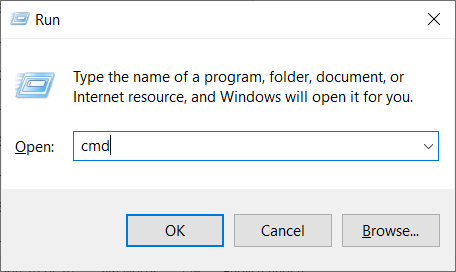 Run
Type the name of a program, folder, document, or
Internet resource, and Windows will open it for you.
Open: cmd
OK Cancel Browse...